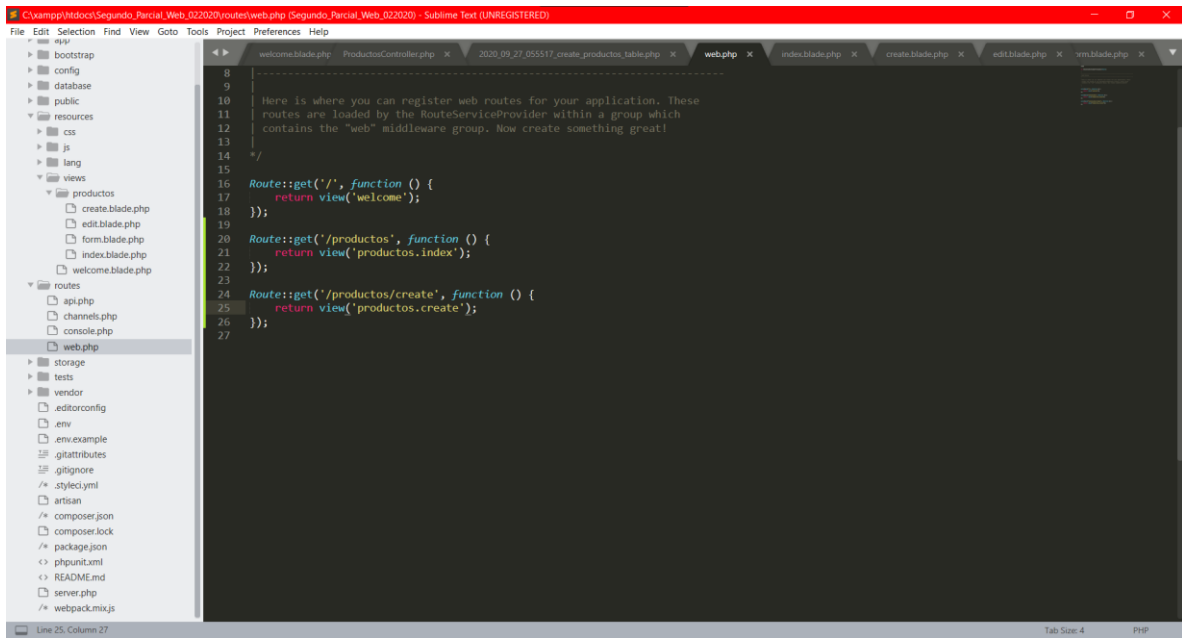 C:\xampp\htdocs\Segundo_Parcial_Web_022020\routes\web.php (Segundo_Parcial_Web_022020) - Sublime Text (UNREGISTERED)
File Edit Selection Find View Goto Tools Project Preferences Help
app
bootstrap
config
database
public
resources
css
js
lang
views
productos
create.blade.php
edit.blade.php
form.blade.php
index.blade.php
welcome.blade.php
routes
api.php
channels.php
console.php
web.php
storage
tests
vendor
.editorconfig
.env
.env.example
.gitattributes
.gitignore
.styleci.yml
artisan
composer.json
composer.lock
package.json
phpunit.xml
README.md
server.php
webpack.mix.js
welcome.blade.php ProductosController.php 2020_09_27_055517_create_productos_table.php web.php index.blade.php create.blade.php edit.blade.php rm.blade.php
8 |--------------------------------------------------------------------------
9 |
10 | Here is where you can register web routes for your application. These
11 | routes are loaded by the RouteServiceProvider within a group which
12 | contains the "web" middleware group. Now create something great!
13 |
14 */
15
16 Route::get('/', function () {
17 return view('welcome');
18 });
19
20 Route::get('/productos', function () {
21 return view('productos.index');
22 });
23
24 Route::get('/productos/create', function () {
25 return view('productos.create');
26 });
27
Line 25, Column 27
Tab Size: 4
PHP